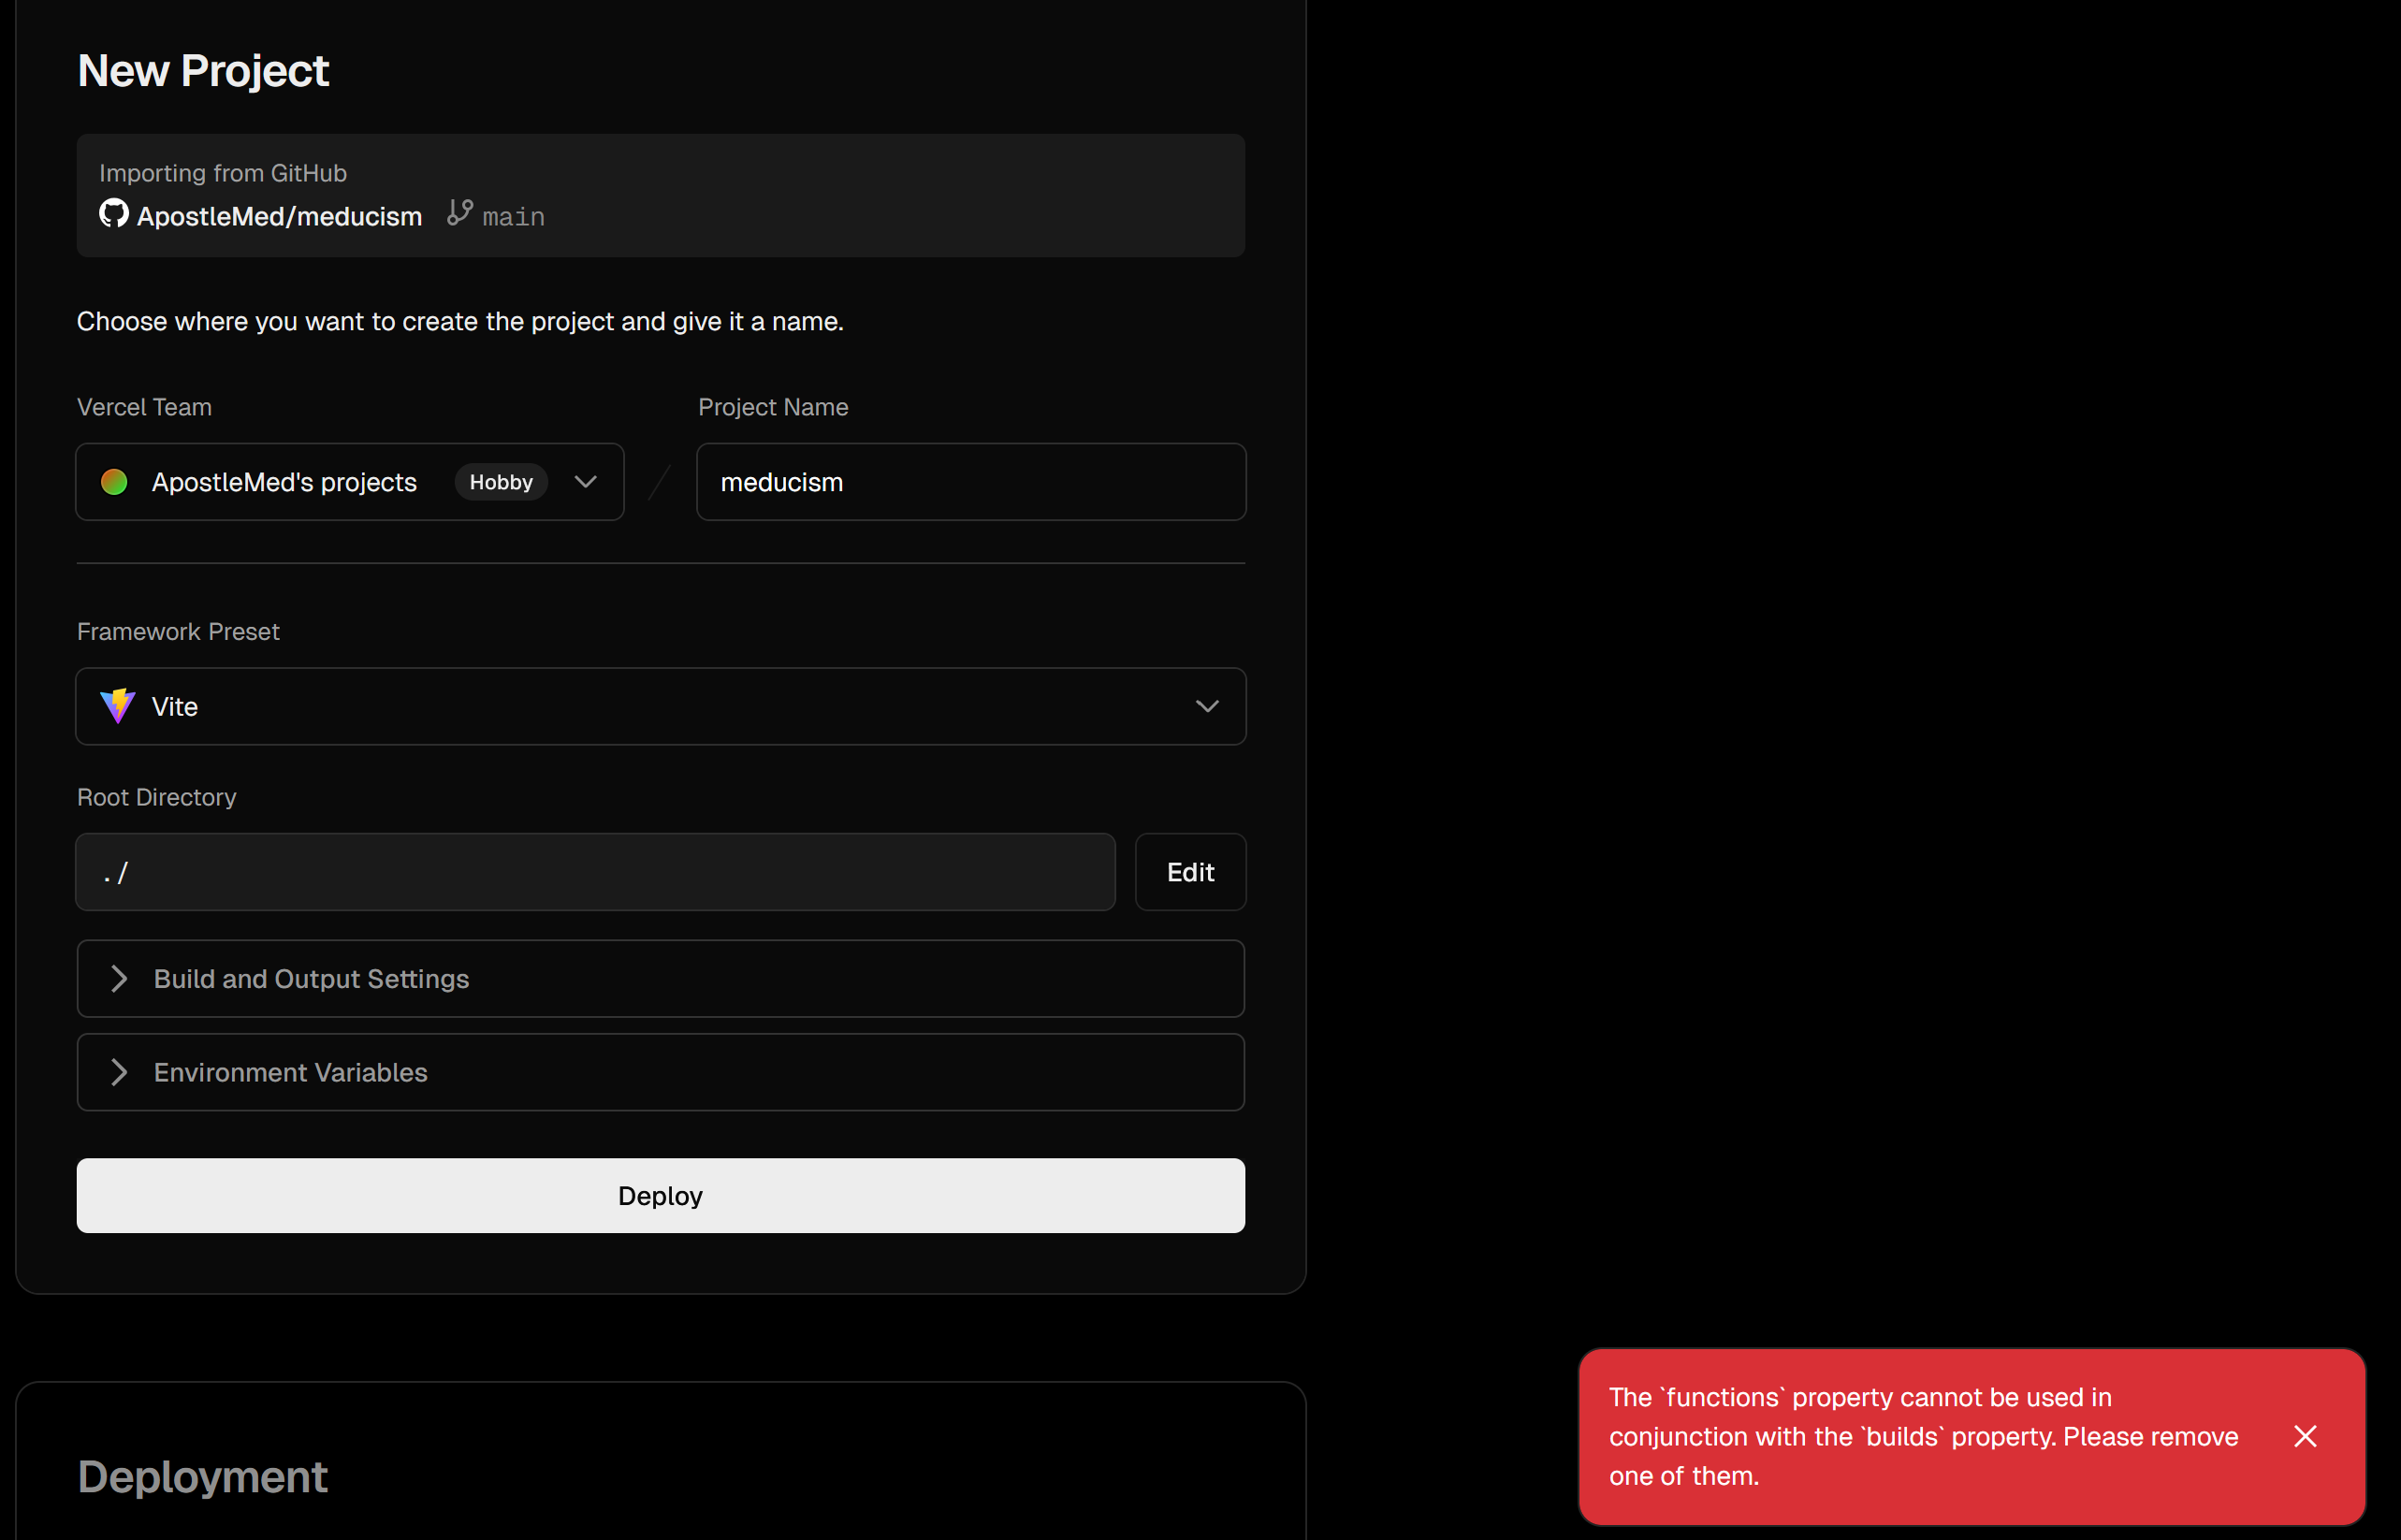 New Project
Importing from GitHub
ApostleMed/meducism main
Choose where you want to create the project and give it a name.
Vercel Team
Project Name
ApostleMed's projects Hobby
/
meducism
Framework Preset
Vite
Root Directory
./
Edit
Build and Output Settings
Environment Variables
Deploy
Deployment
The `functions` property cannot be used in
conjunction with the `builds` property. Please remove
one of them.